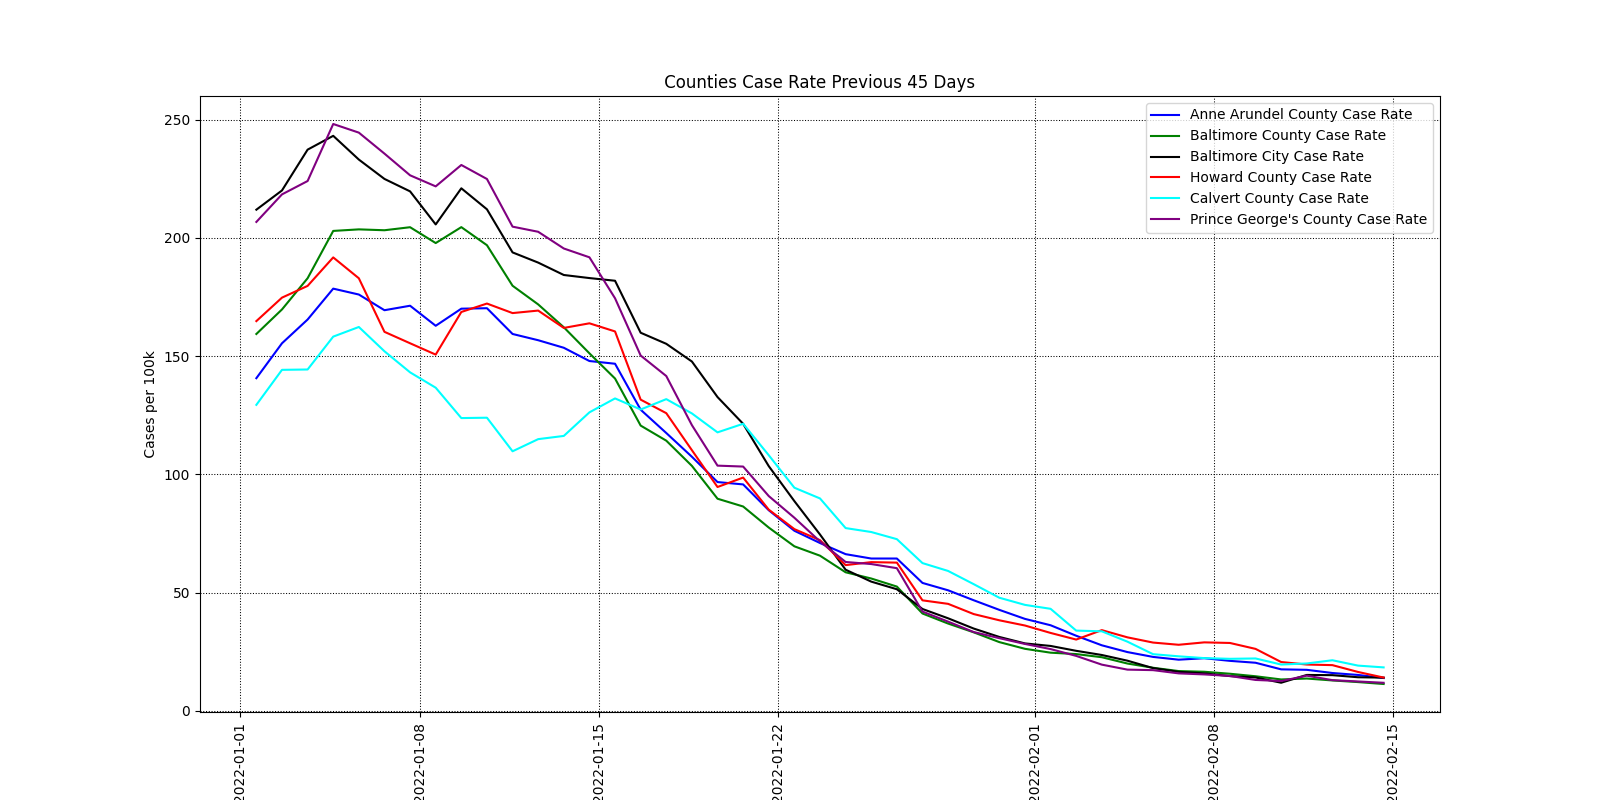 Counties Case Rate Previous 45 Days
Anne Arundel County Case Rate
Baltimore County Case Rate
Baltimore City Case Rate
Howard County Case Rate
Calvert County Case Rate
Prince George's County Case Rate
Cases per 100k
250
200
150
100
50
0
2022-01-01
2022-01-08
2022-01-15
2022-01-22
2022-02-01
2022-02-08
2022-02-15